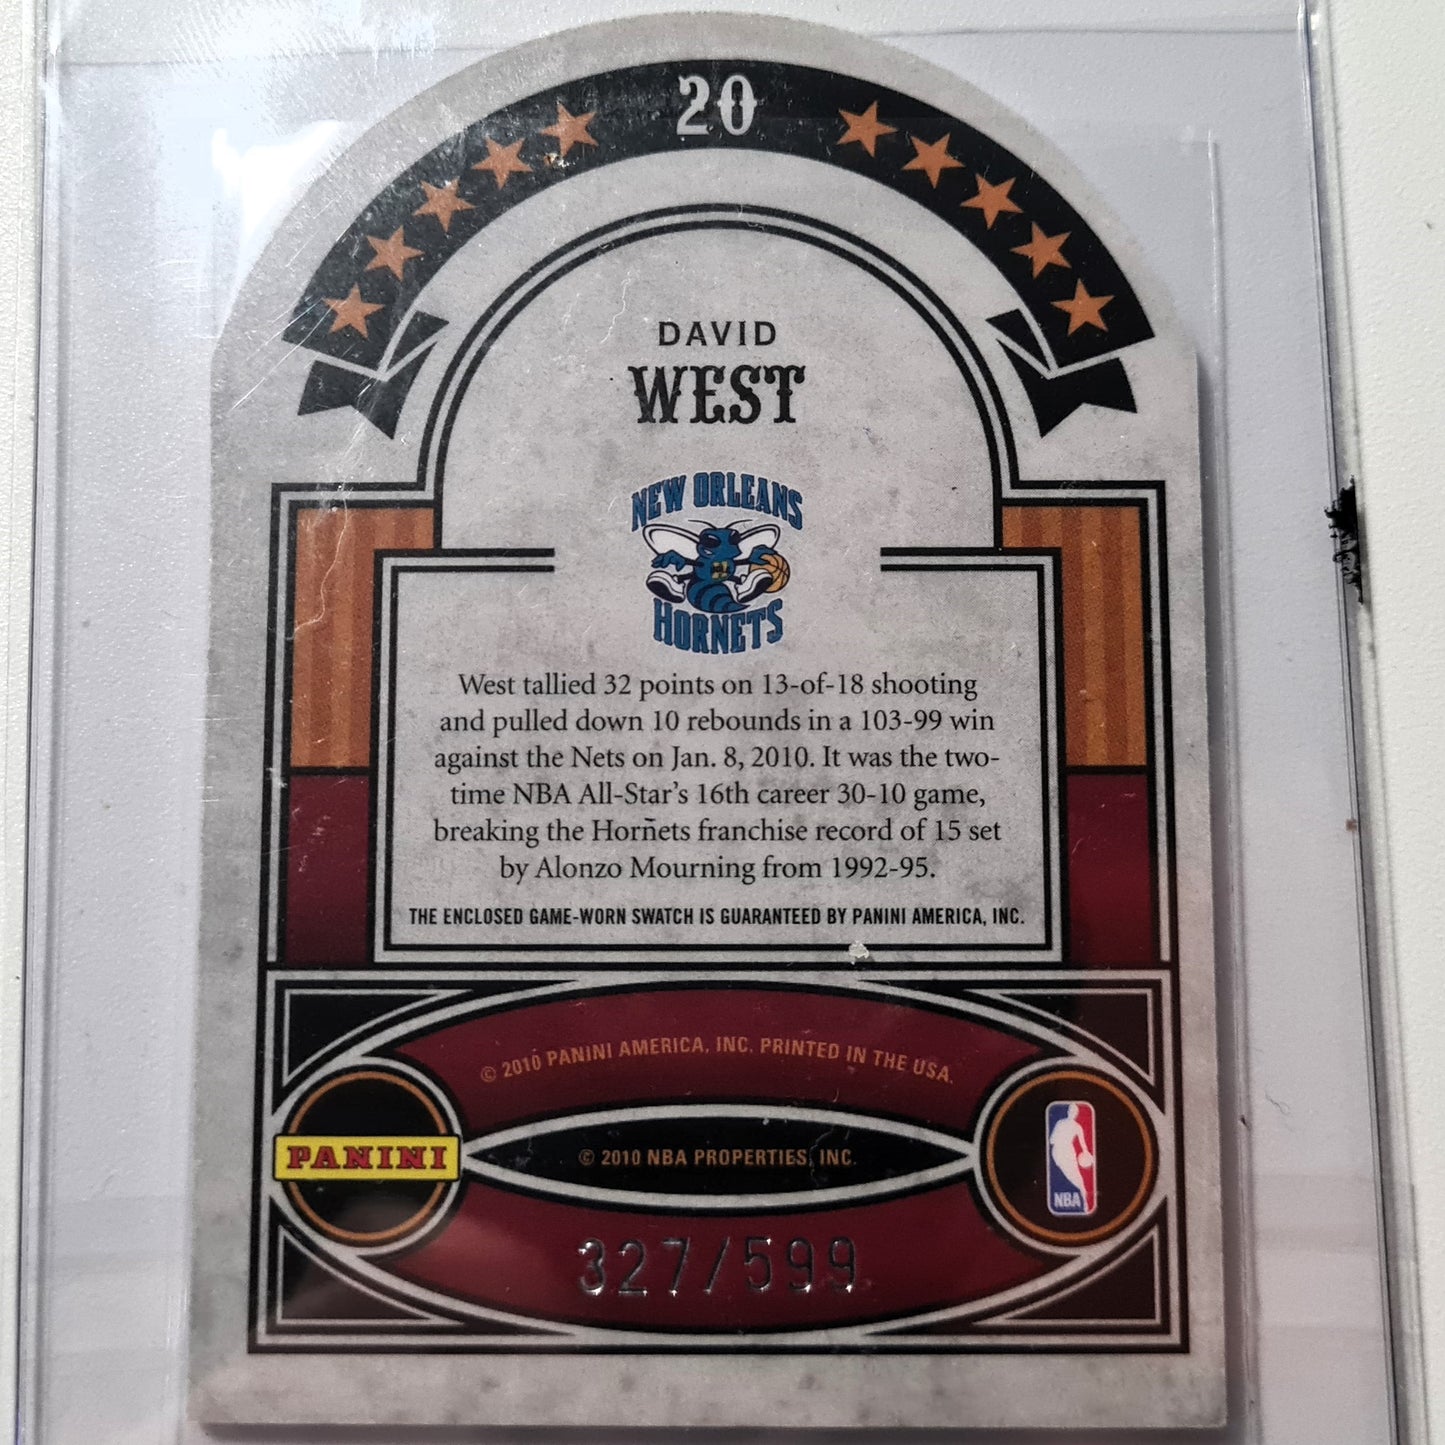 20
DAVID
WEST
NEW ORLEANS
HORNETS
West tallied 32 points on 13-of-18 shooting
and pulled down 10 rebounds in a 103-99 win
against the Nets on Jan. 8, 2010. It was the two-
time NBA All-Star's 16th career 30-10 game,
breaking the Hornets franchise record of 15 set
by Alonzo Mourning from 1992-95.
THE ENCLOSED GAME-WORN SWATCH IS GUARANTEED BY PANINI AMERICA, INC.
© 2010 PANINI AMERICA, INC. PRINTED IN THE USA.
PANINI
© 2010 NBA PROPERTIES, INC.
NBA
327/599